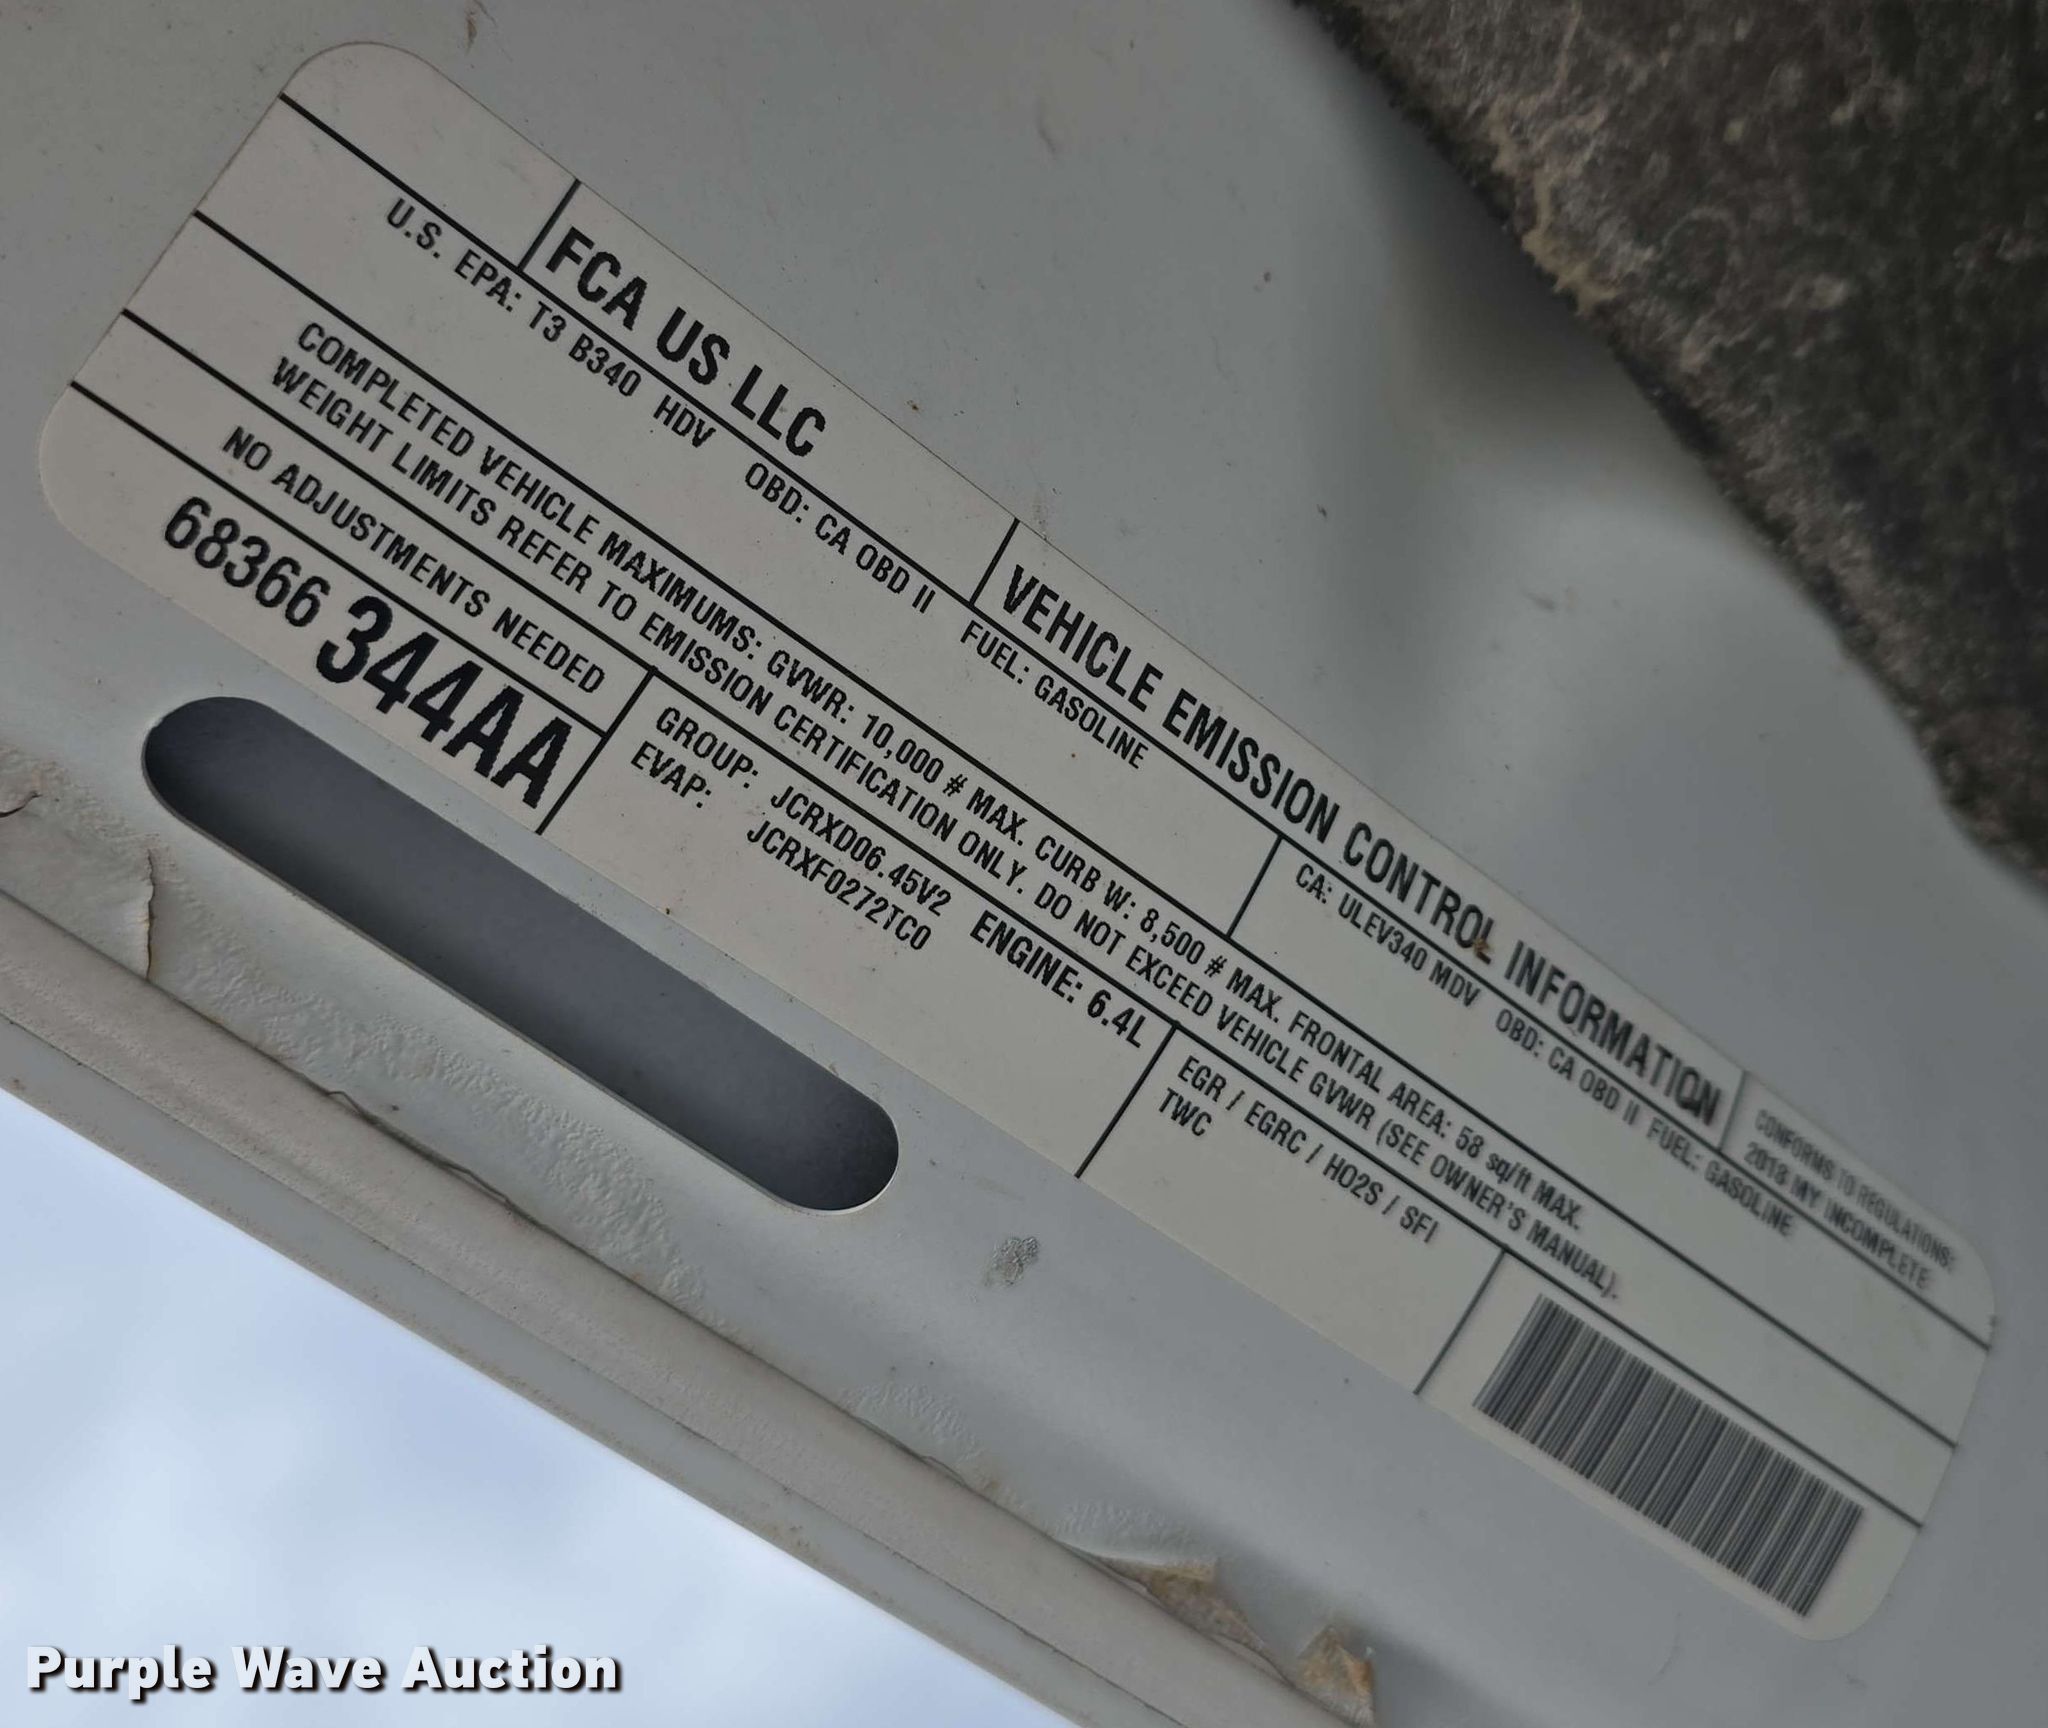 FCA US LLC
VEHICLE EMISSION CONTROL INFORMATION
CONFORMS TO REGULATIONS:
2018 MY INCOMPLETE
U.S. EPA: T3 B340 HDV OBD: CA OBD II FUEL: GASOLINE
CA: ULEV340 MDV OBD: CA OBD II FUEL: GASOLINE
COMPLETED VEHICLE MAXIMUMS: GVWR: 10,000 # MAX. CURB W: 8,500 # MAX. FRONTAL AREA: 58 sq/ft MAX.
WEIGHT LIMITS REFER TO EMISSION CERTIFICATION ONLY. DO NOT EXCEED VEHICLE GVWR (SEE OWNER'S MANUAL).
NO ADJUSTMENTS NEEDED
68366 344AA
GROUP: JCRXD06.45V2 ENGINE: 6.4L
EVAP: JCRXF0272TC0
EGR / EGRC / HO2S / SFI
TWC
Purple Wave Auction